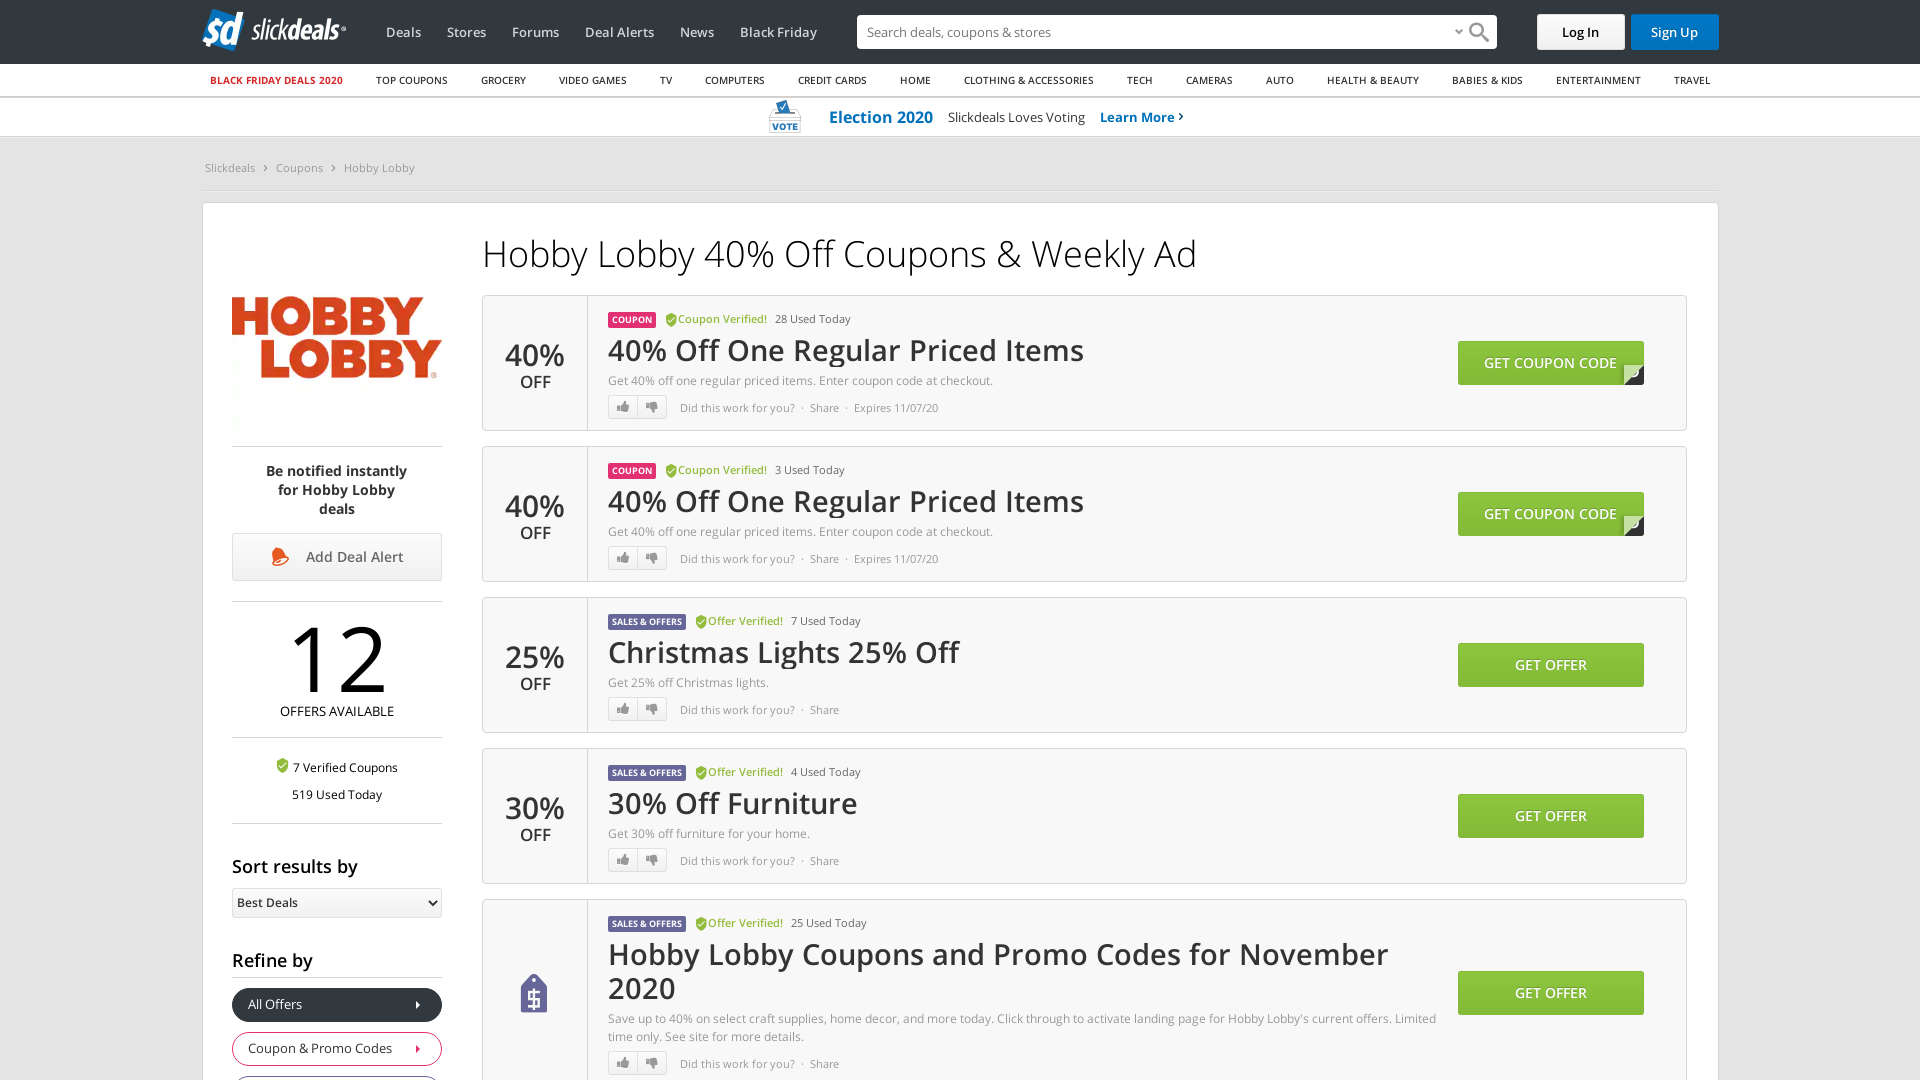 sd slickdeals
Deals Stores Forums Deal Alerts News Black Friday
Search deals, coupons & stores
Log In Sign Up
BLACK FRIDAY DEALS 2020 TOP COUPONS GROCERY VIDEO GAMES TV COMPUTERS CREDIT CARDS HOME CLOTHING & ACCESSORIES TECH CAMERAS AUTO HEALTH & BEAUTY BABIES & KIDS ENTERTAINMENT TRAVEL
VOTE Election 2020 Slickdeals Loves Voting Learn More
Slickdeals Coupons Hobby Lobby
HOBBY
LOBBY
Be notified instantly
for Hobby Lobby
deals
Add Deal Alert
12
OFFERS AVAILABLE
7 Verified Coupons
519 Used Today
Sort results by
Best Deals
Refine by
All Offers
Coupon & Promo Codes
Hobby Lobby 40% Off Coupons & Weekly Ad
40%
OFF
COUPON Coupon Verified! 28 Used Today
40% Off One Regular Priced Items
Get 40% off one regular priced items. Enter coupon code at checkout.
Did this work for you? · Share · Expires 11/07/20
GET COUPON CODE
40%
OFF
COUPON Coupon Verified! 3 Used Today
40% Off One Regular Priced Items
Get 40% off one regular priced items. Enter coupon code at checkout.
Did this work for you? · Share · Expires 11/07/20
GET COUPON CODE
25%
OFF
SALES & OFFERS Offer Verified! 7 Used Today
Christmas Lights 25% Off
Get 25% off Christmas lights.
Did this work for you? · Share
GET OFFER
30%
OFF
SALES & OFFERS Offer Verified! 4 Used Today
30% Off Furniture
Get 30% off furniture for your home.
Did this work for you? · Share
GET OFFER
SALES & OFFERS Offer Verified! 25 Used Today
Hobby Lobby Coupons and Promo Codes for November
2020
Save up to 40% on select craft supplies, home decor, and more today. Click through to activate landing page for Hobby Lobby's current offers. Limited
time only. See site for more details.
Did this work for you? · Share
GET OFFER